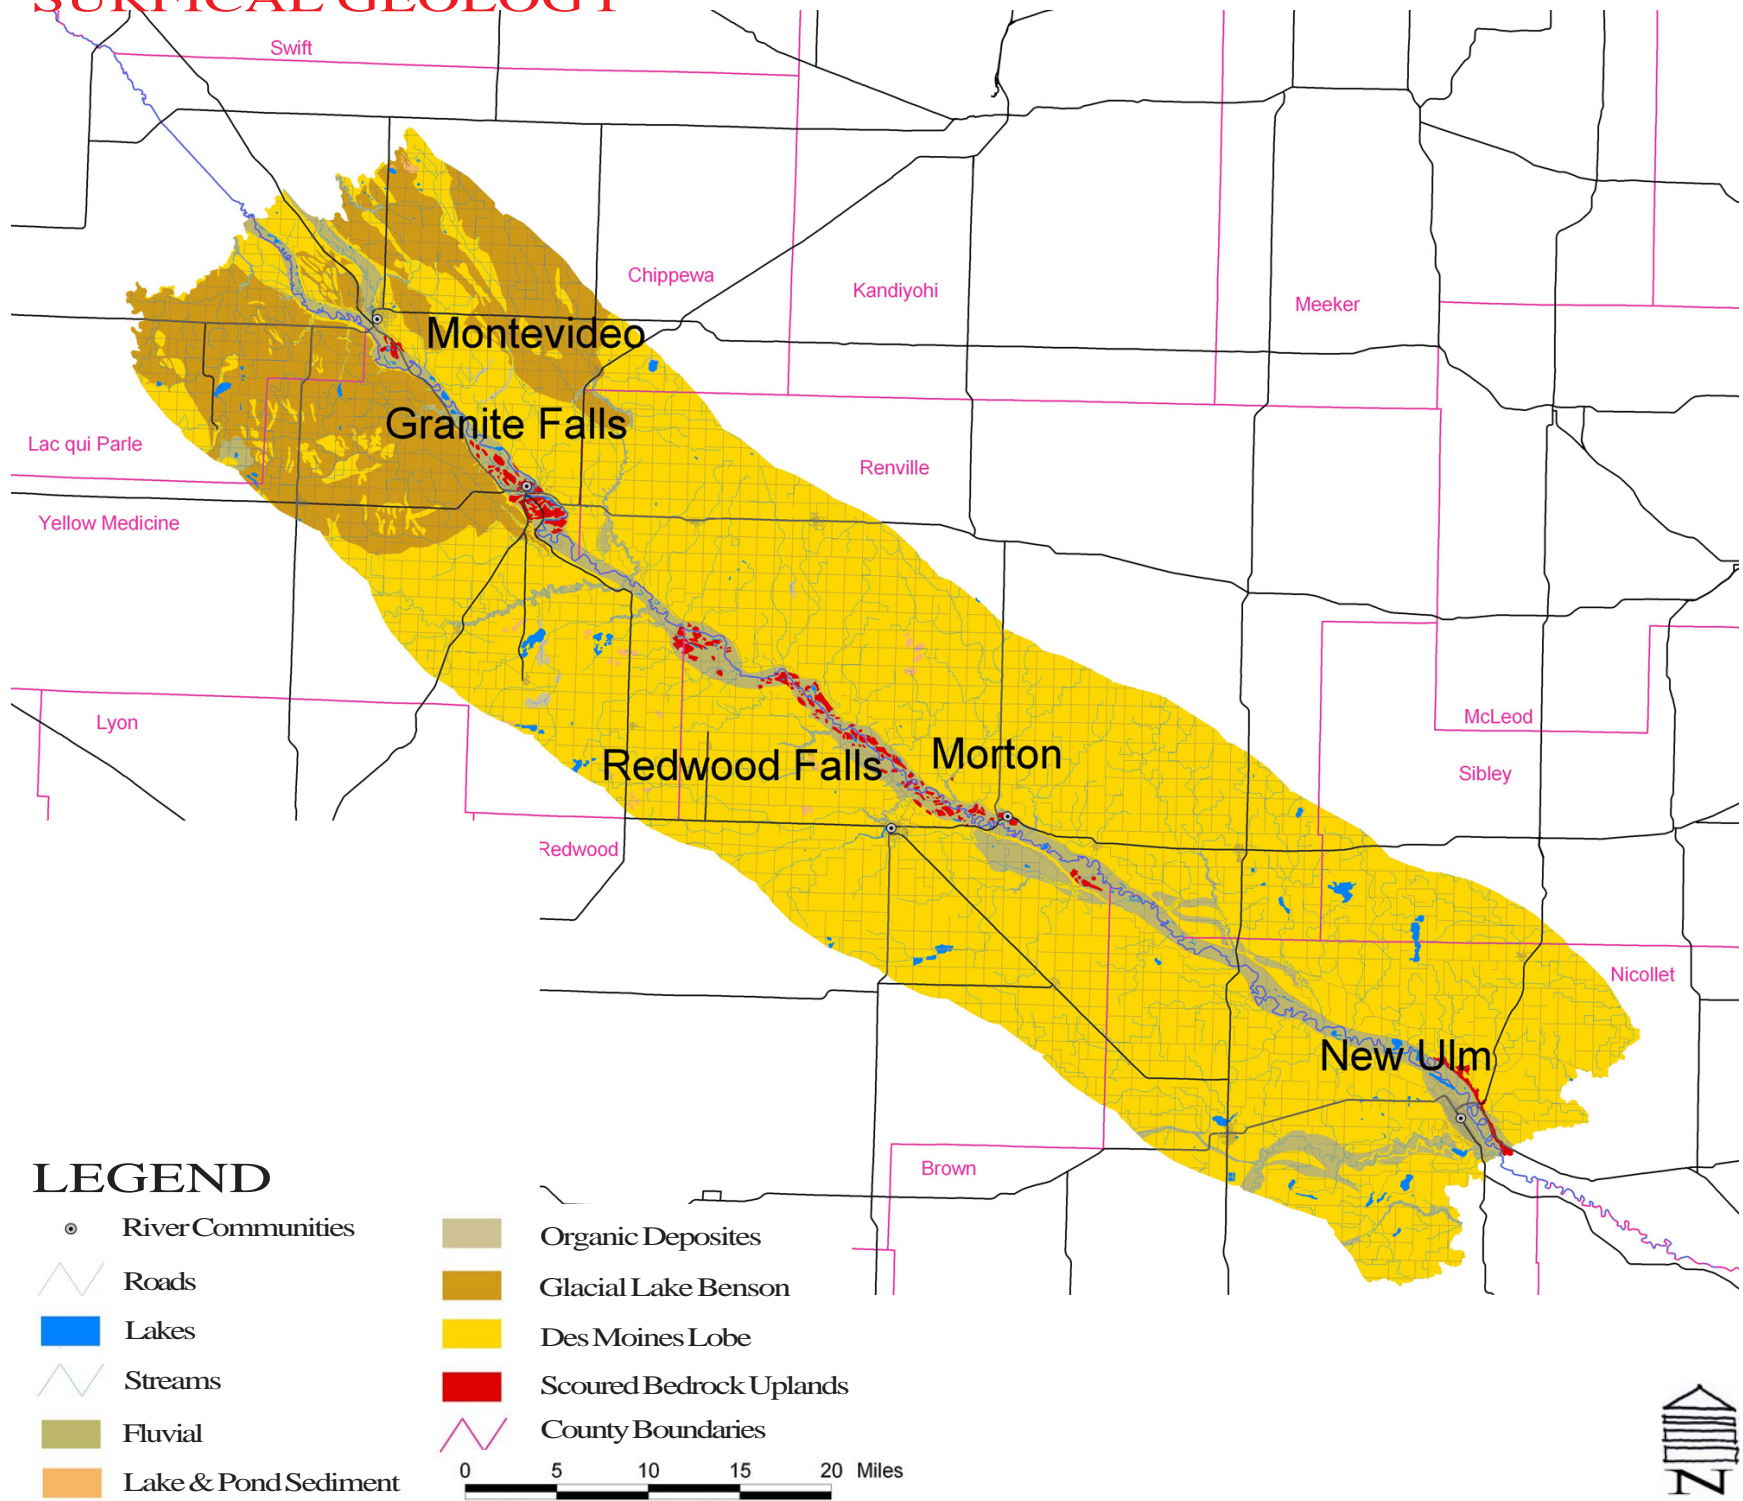 SURFICAL GEOLOGY
Swift
Chippewa
Kandiyohi
Meeker
Montevideo
Granite Falls
Lac qui Parle
Renville
Yellow Medicine
Lyon
McLeod
Morton
Redwood Falls
Sibley
Redwood
Nicollet
New Ulm
Brown
LEGEND
River Communities
Roads
Lakes
Streams
Fluvial
Lake & Pond Sediment
Organic Deposites
Glacial Lake Benson
Des Moines Lobe
Scoured Bedrock Uplands
County Boundaries
0 5 10 15 20 Miles
N